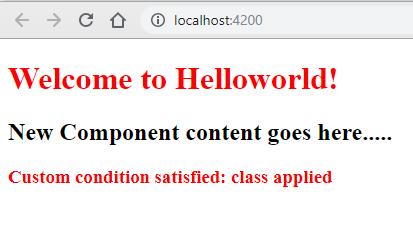 localhost:4200
Welcome to Helloworld!
New Component content goes here.....
Custom condition satisfied: class applied